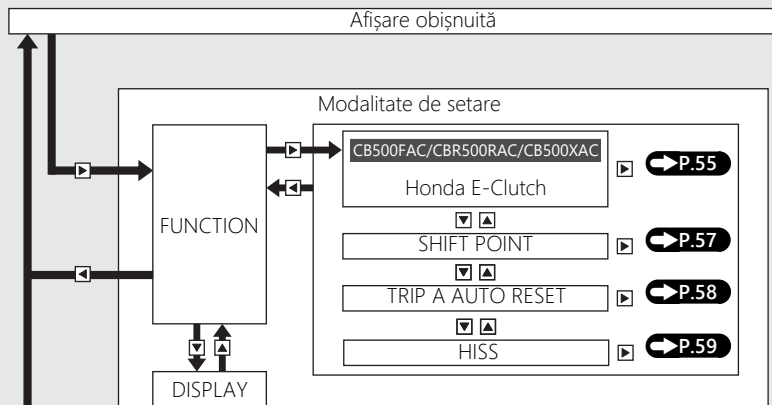 Afișare obișnuită
Modalitate de setare
CB500FAC/CBR500RAC/CB500XAC
Honda E-Clutch
P.55
FUNCTION
SHIFT POINT
P.57
TRIP A AUTO RESET
P.58
HISS
P.59
DISPLAY